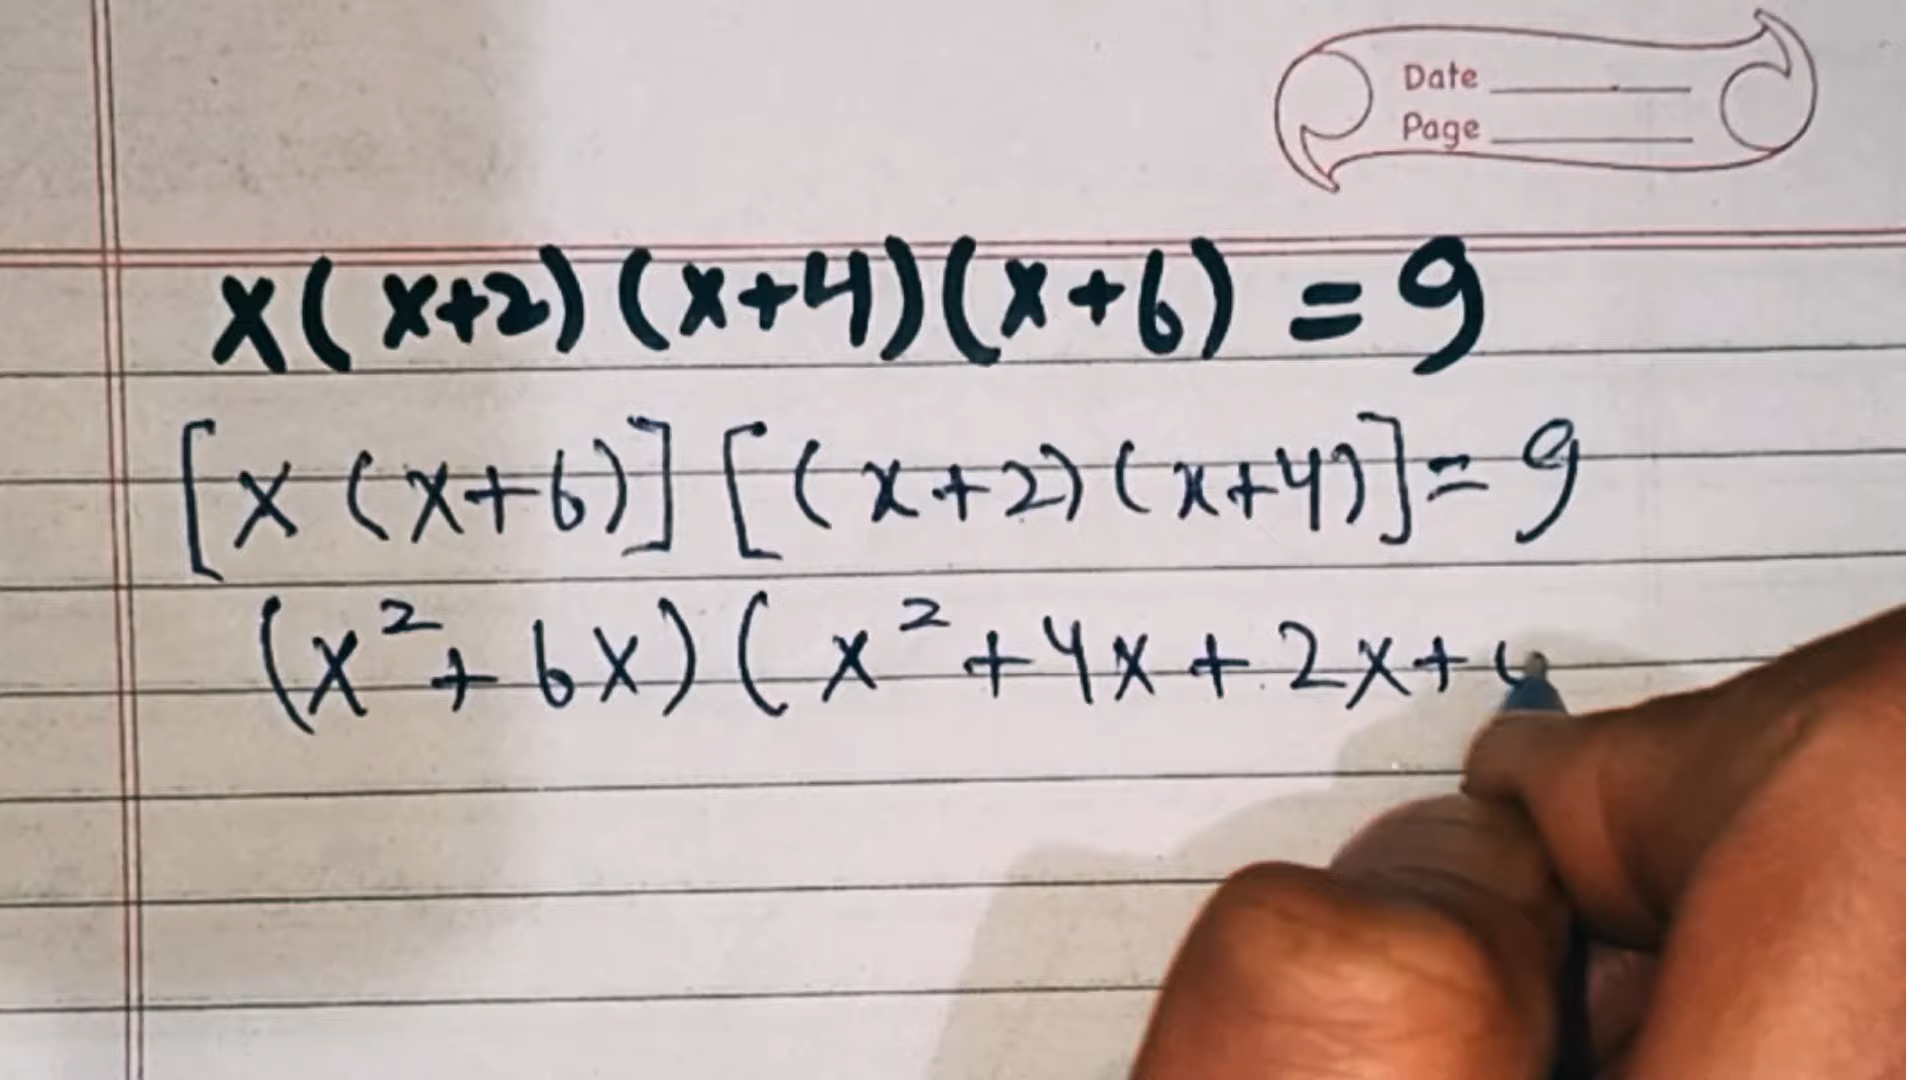 Date
Page
x(x+2)(x+4)(x+6)=9
[x(x+6)][(x+2)(x+4)]=9
(x²+6x)(x²+4x+2x+